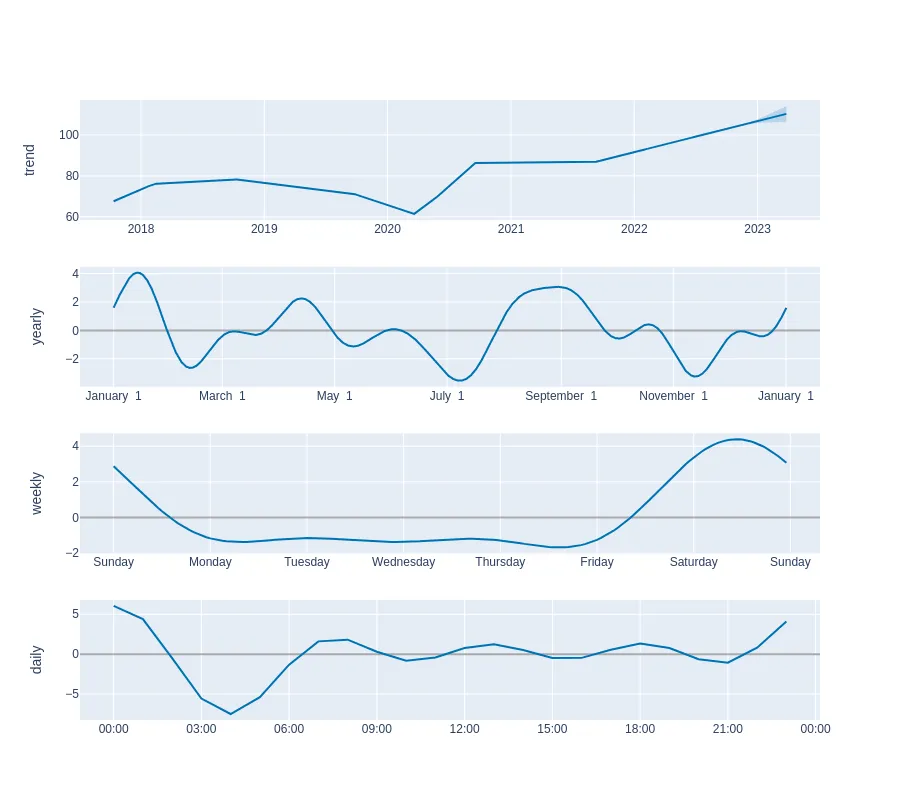 trend
100
80
60
2018 2019 2020 2021 2022 2023
yearly
4
2
0
−2
January 1 March 1 May 1 July 1 September 1 November 1 January 1
weekly
4
2
0
−2
Sunday Monday Tuesday Wednesday Thursday Friday Saturday Sunday
daily
5
0
−5
00:00 03:00 06:00 09:00 12:00 15:00 18:00 21:00 00:00